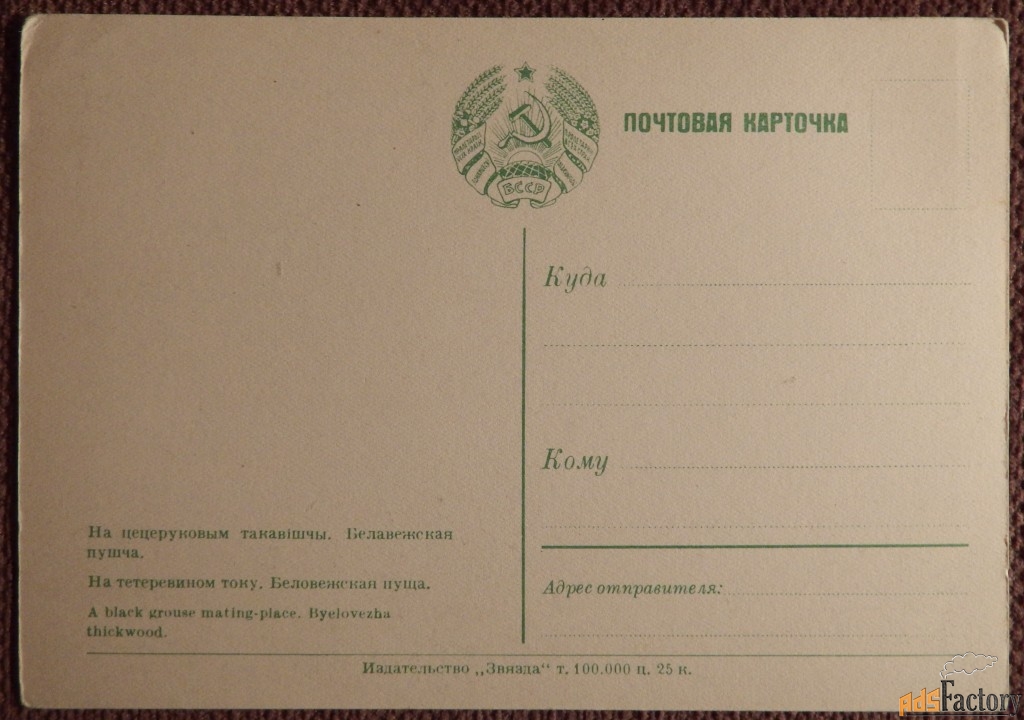 БССР
ПОЧТОВАЯ КАРТОЧКА
Куда
Кому
Адрес отправителя:
На цецеруковым такавішчы. Белавежская
пушча.
На тетеревином току. Беловежская пуща.
A black grouse mating-place. Byelovezha
thickwood.
Издательство „Звязда“ т. 100.000 ц. 25 к.
AdsFactory